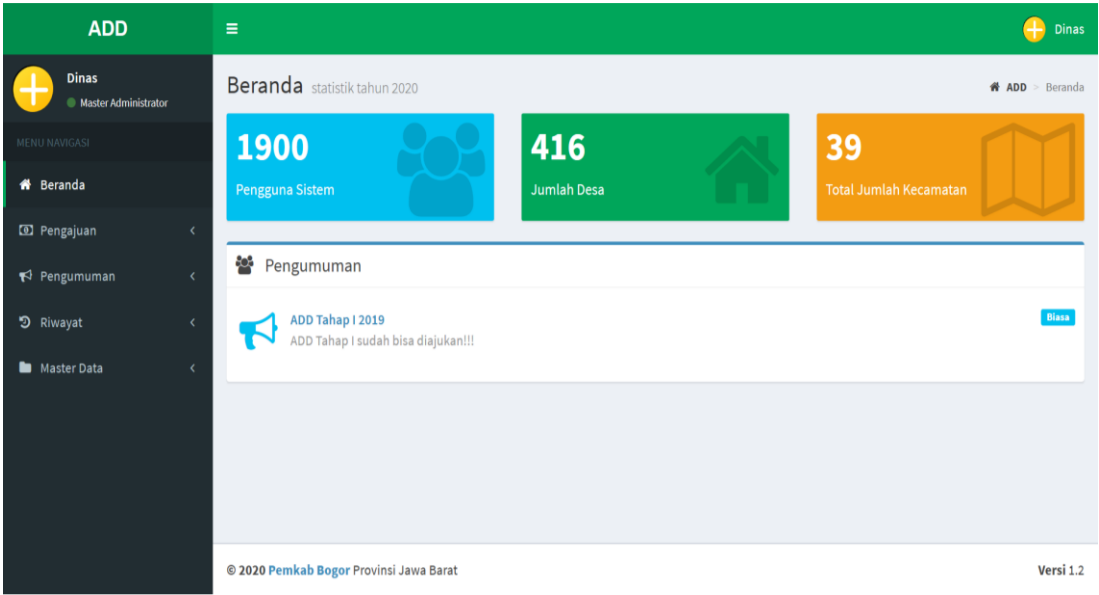 ADD
Dinas
Dinas
Master Administrator
MENU NAVIGASI
Beranda
Pengajuan
Pengumuman
Riwayat
Master Data
Beranda statistik tahun 2020
ADD > Beranda
1900
Pengguna Sistem
416
Jumlah Desa
39
Total Jumlah Kecamatan
Pengumuman
ADD Tahap I 2019
Biasa
ADD Tahap I sudah bisa diajukan!!!
© 2020 Pemkab Bogor Provinsi Jawa Barat
Versi 1.2